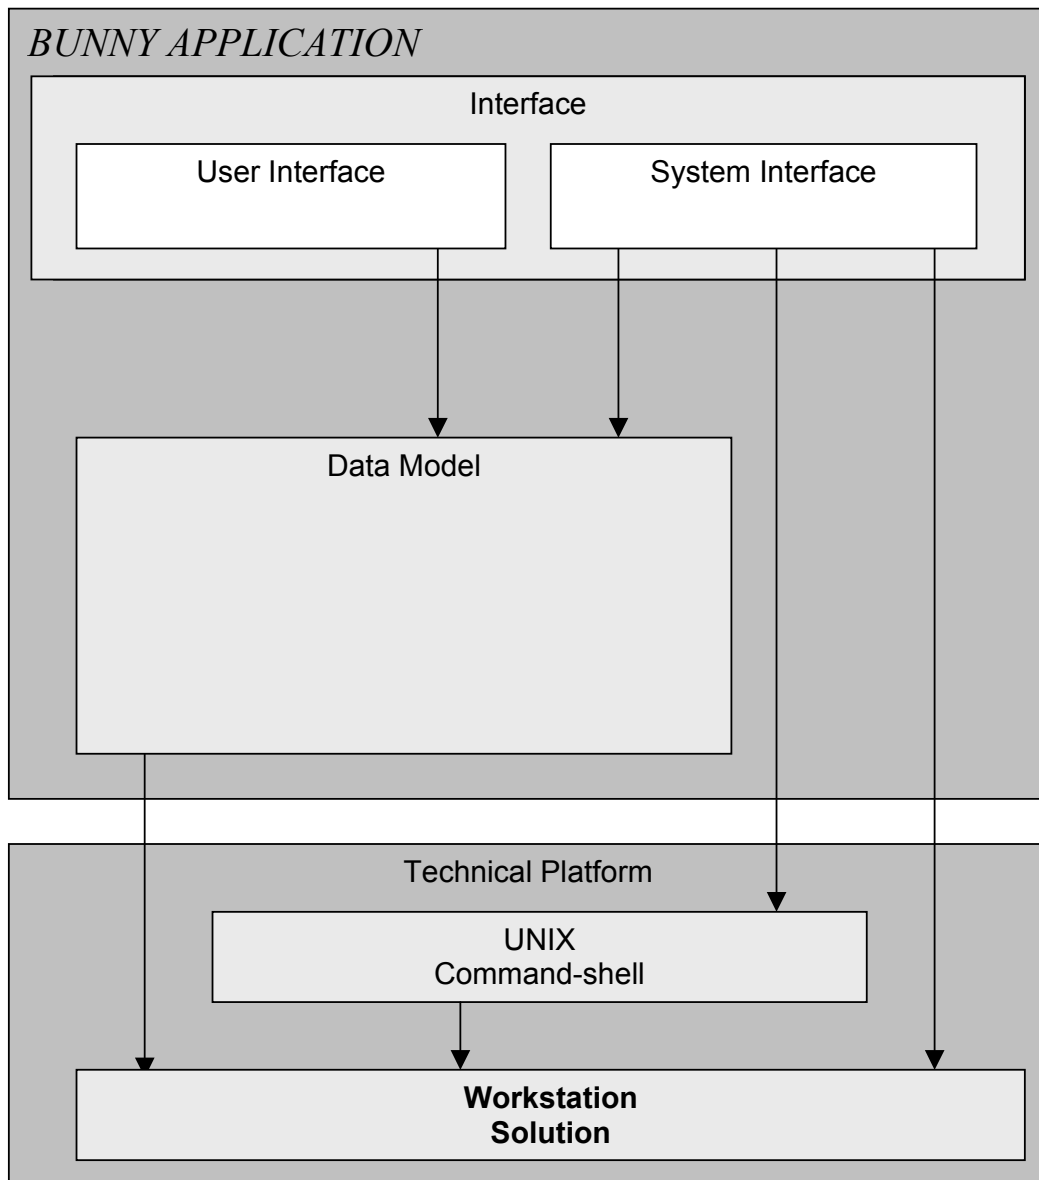 BUNNY APPLICATION
Interface
User Interface
System Interface
Data Model
Technical Platform
UNIX
Command-shell
Workstation
Solution